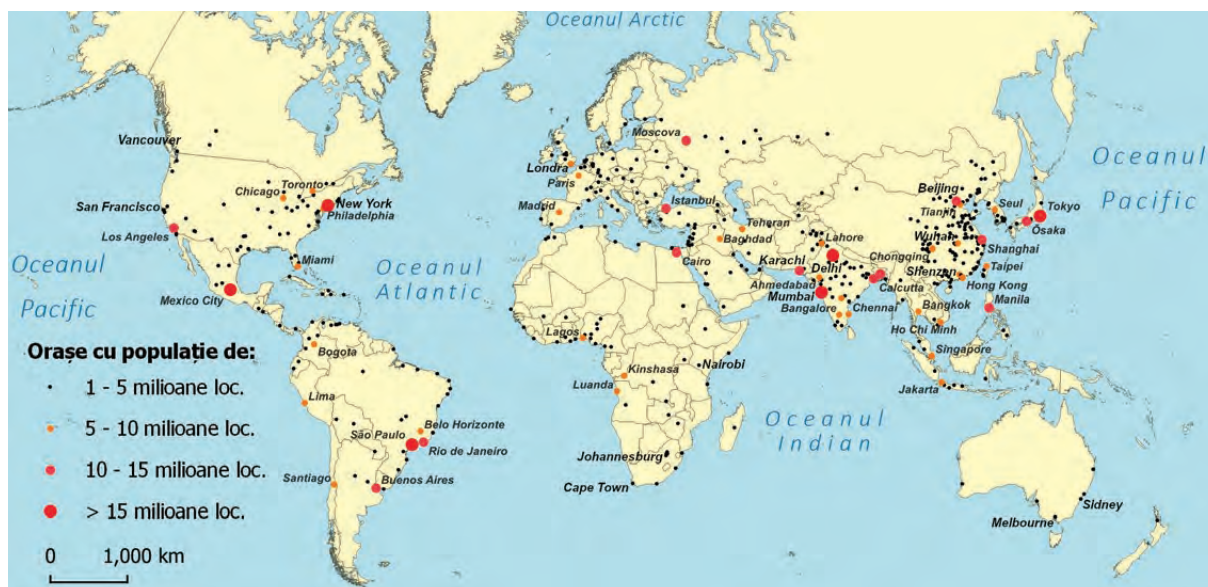 Oceanul Arctic
Vancouver
Moscova
Londra
Paris
Toronto
Chicago
New York
Philadelphia
San Francisco
Los Angeles
Madrid
Istanbul
Teheran
Baghdad
Lahore
Beijing
Tianjin
Seul
Tokyo
Osaka
Oceanul
Pacific
Wuhan
Shanghai
Chongqing
Cairo
Karachi
Delhi
Shenzan
Taipei
Hong Kong
Miami
Oceanul
Atlantic
Oceanul
Pacific
Mexico City
Ahmedabad
Mumbai
Calcutta
Bangkok
Manila
Bangalore
Chennai
Ho Chi Minh
Lagos
Bogota
Singapore
Kinshasa
Nairobi
Luanda
Jakarta
Lima
Oceanul
Indian
Belo Horizonte
São Paulo
Rio de Janeiro
Johannesburg
Santiago
Buenos Aires
Cape Town
Sidney
Melbourne
Orașe cu populație de:
1 - 5 milioane loc.
5 - 10 milioane loc.
10 - 15 milioane loc.
> 15 milioane loc.
0 1,000 km